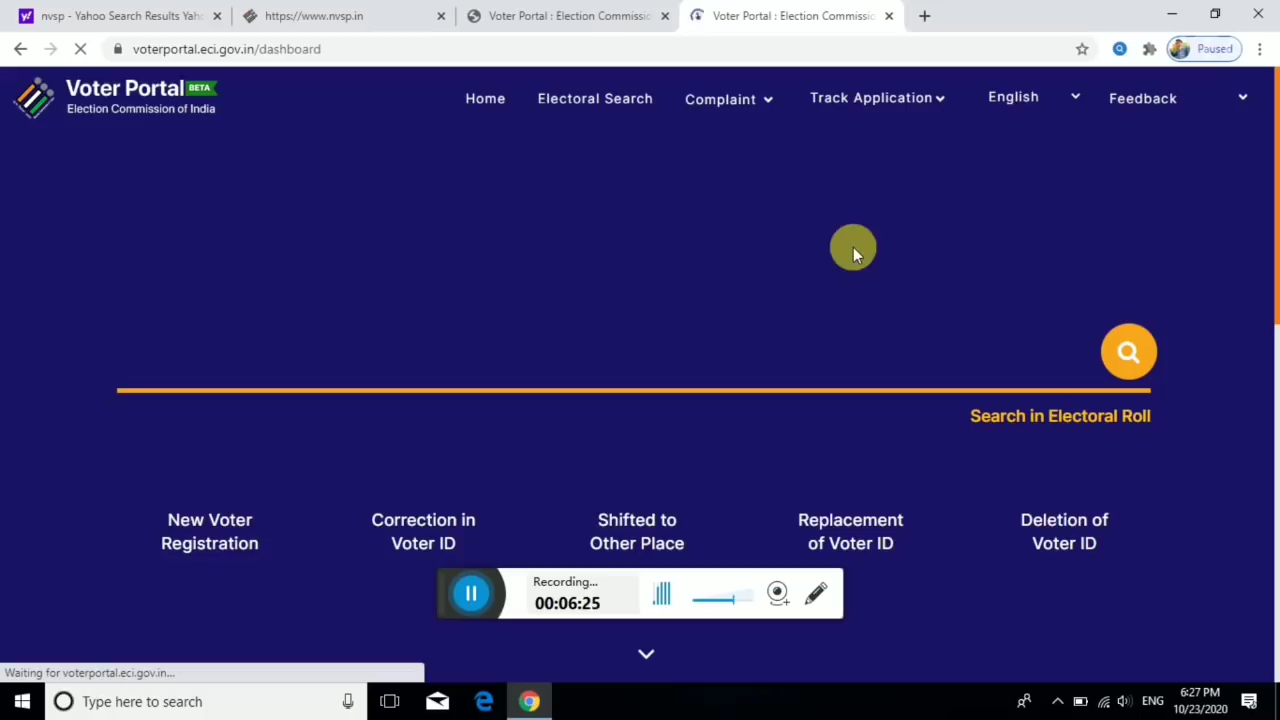 nvsp - Yahoo Search Results Yaho
https://www.nvsp.in
Voter Portal : Election Commissio
Voter Portal : Election Commissio
voterportal.eci.gov.in/dashboard
Paused
Voter Portal BETA
Election Commission of India
Home
Electoral Search
Complaint
Track Application
English
Feedback
Search in Electoral Roll
New Voter
Registration
Correction in
Voter ID
Shifted to
Other Place
Replacement
of Voter ID
Deletion of
Voter ID
Recording...
00:06:25
Waiting for voterportal.eci.gov.in...
Type here to search
ENG
6:27 PM
10/23/2020